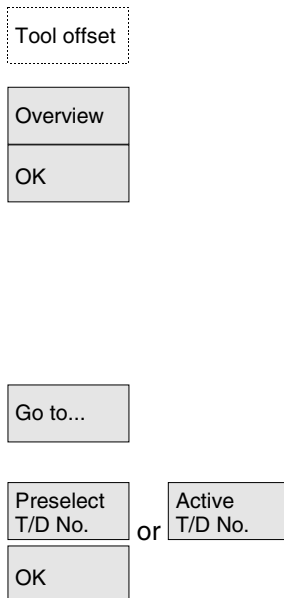 Tool offset
Overview
OK
Go to...
Preselect
T/D No.
or
Active
T/D No.
OK